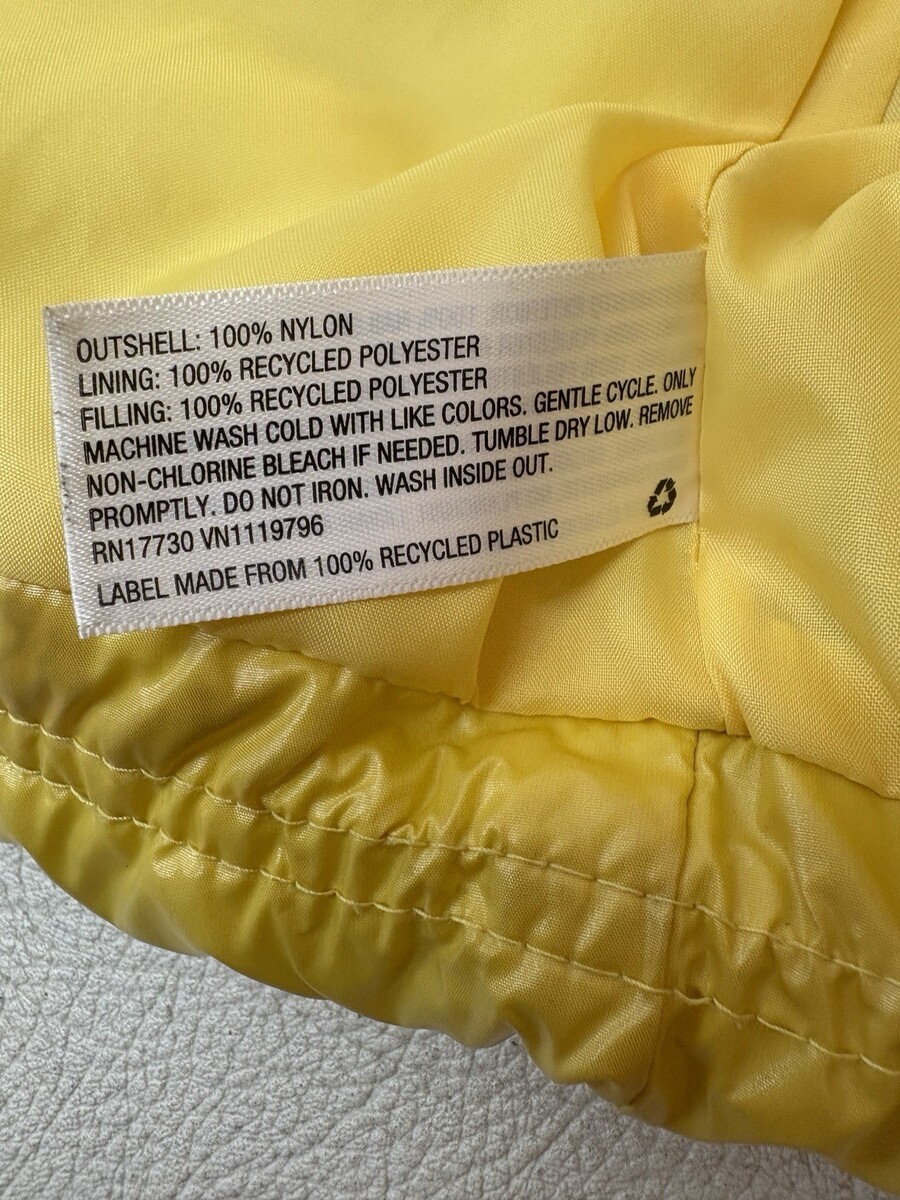 OUTSHELL: 100% NYLON
LINING: 100% RECYCLED POLYESTER
FILLING: 100% RECYCLED POLYESTER
MACHINE WASH COLD WITH LIKE COLORS. GENTLE CYCLE. ONLY
NON-CHLORINE BLEACH IF NEEDED. TUMBLE DRY LOW. REMOVE
PROMPTLY. DO NOT IRON. WASH INSIDE OUT.
RN17730 VN1119796
LABEL MADE FROM 100% RECYCLED PLASTIC